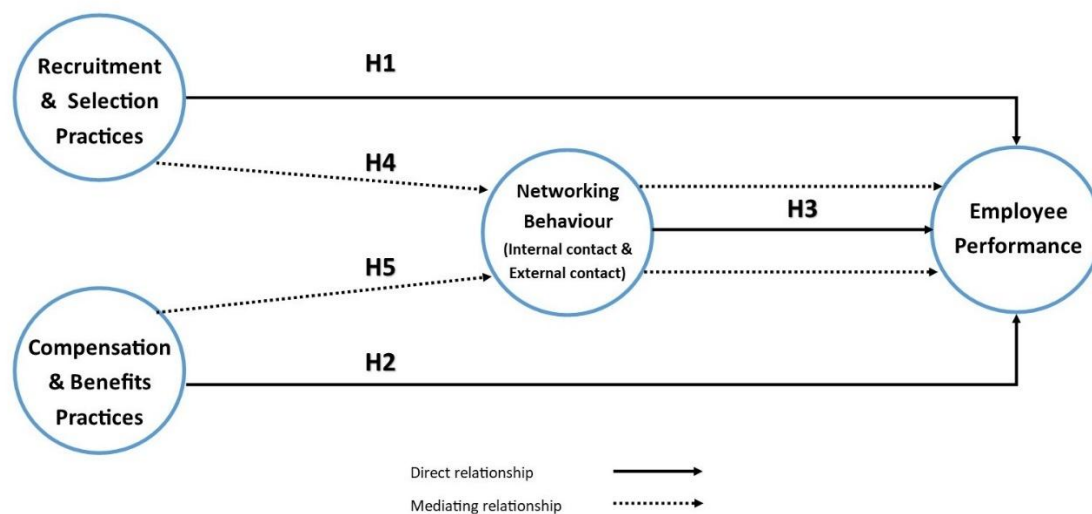 H1
Recruitment
& Selection
Practices
H4
Networking
Behaviour
(Internal contact &
External contact)
H3
Employee
Performance
H5
Compensation
& Benefits
Practices
H2
Direct relationship
Mediating relationship